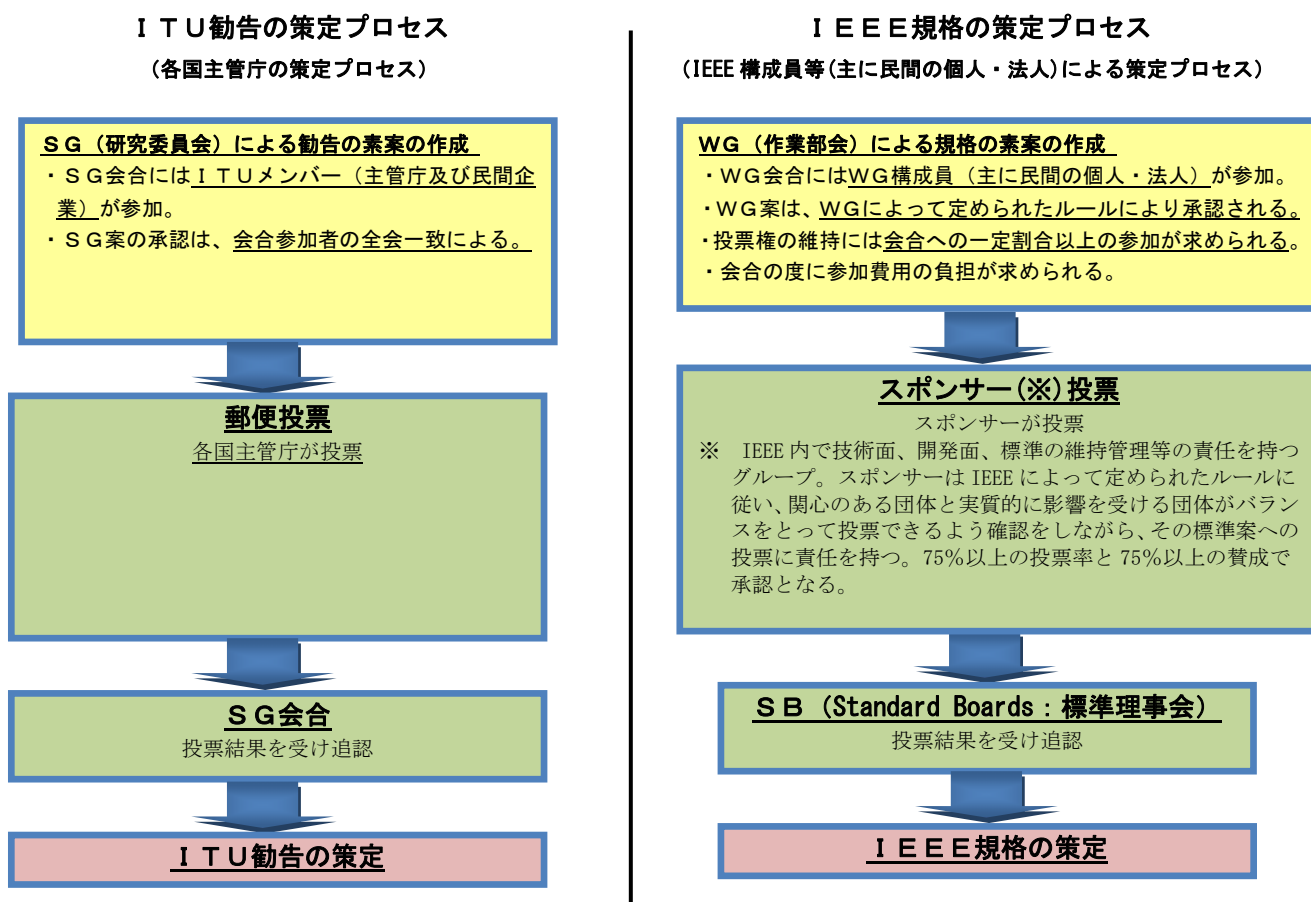 ＩＴＵ勧告の策定プロセス
（各国主管庁の策定プロセス）
ＳＧ（研究委員会）による勧告の素案の作成
・ＳＧ会合にはＩＴＵメンバー（主管庁及び民間企
業）が参加。
・ＳＧ案の承認は、会合参加者の全会一致による。
郵便投票
各国主管庁が投票
ＳＧ会合
投票結果を受け追認
ＩＴＵ勧告の策定
ＩＥＥＥ規格の策定プロセス
（IEEE 構成員等（主に民間の個人・法人）による策定プロセス）
ＷＧ（作業部会）による規格の素案の作成
・ＷＧ会合にはＷＧ構成員（主に民間の個人・法人）が参加。
・ＷＧ案は、ＷＧによって定められたルールにより承認される。
・投票権の維持には会合への一定割合以上の参加が求められる。
・会合の度に参加費用の負担が求められる。
スポンサー（※）投票
スポンサーが投票
※　IEEE 内で技術面、開発面、標準の維持管理等の責任を持つ
グループ。スポンサーは IEEE によって定められたルールに
従い、関心のある団体と実質的に影響を受ける団体がバラン
スをとって投票できるよう確認をしながら、その標準案への
投票に責任を持つ。75％以上の投票率と 75％以上の賛成で
承認となる。
ＳＢ（Standard Boards：標準理事会）
投票結果を受け追認
ＩＥＥＥ規格の策定